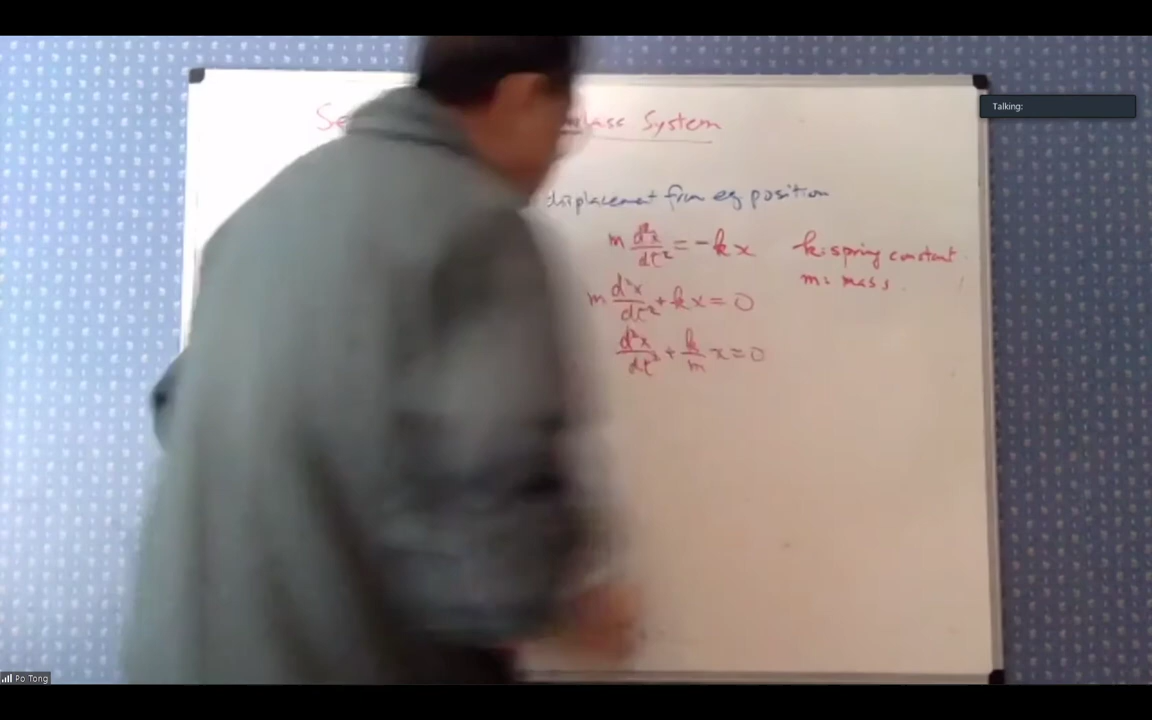 Talking:
System
displacement from eq position
m d²x/dt² = -kx
k: spring constant
m: mass
m d²x/dt² + kx = 0
d²x/dt² + k/m x = 0
Po Tong